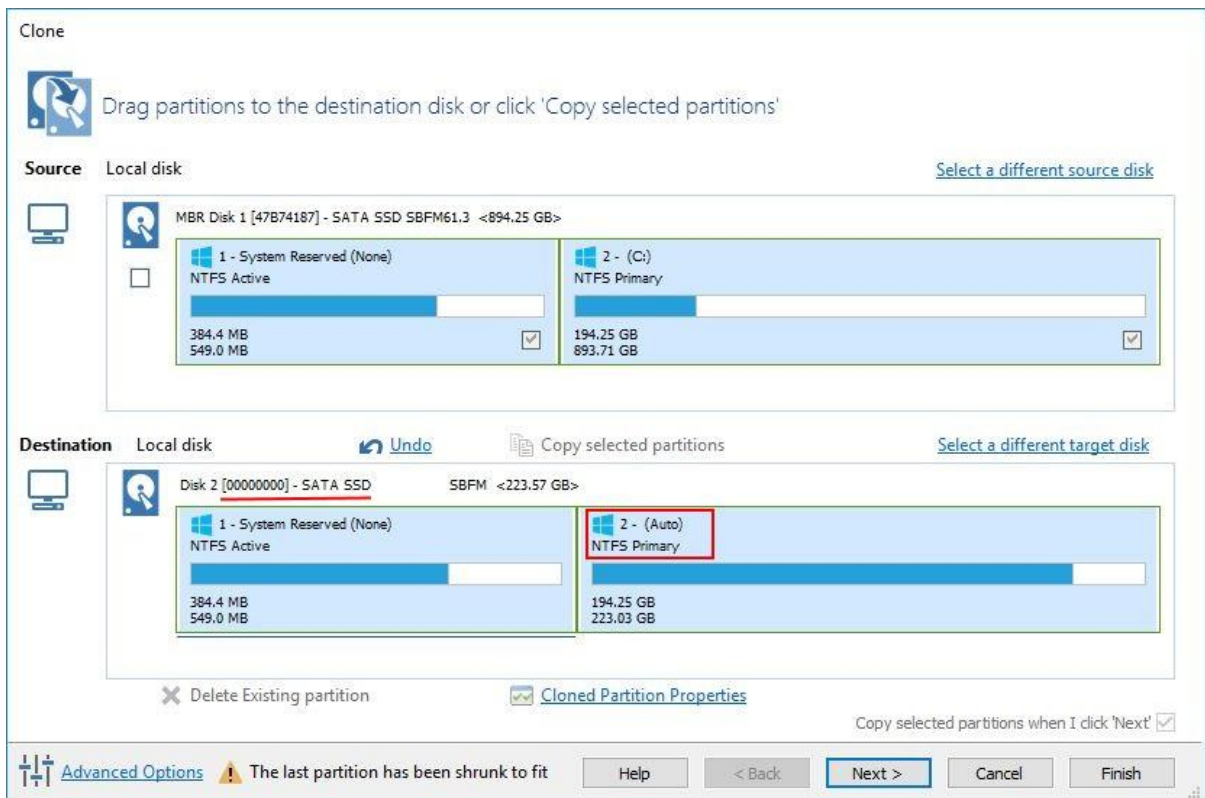 Clone
Drag partitions to the destination disk or click 'Copy selected partitions'
Source Local disk Select a different source disk
MBR Disk 1 [47B74187] - SATA SSD SBFM61.3 <894.25 GB>
1 - System Reserved (None)
NTFS Active
384.4 MB
549.0 MB
2 - (C:)
NTFS Primary
194.25 GB
893.71 GB
Destination Local disk Undo Copy selected partitions Select a different target disk
Disk 2 [00000000] - SATA SSD SBFM <223.57 GB>
1 - System Reserved (None)
NTFS Active
384.4 MB
549.0 MB
2 - (Auto)
NTFS Primary
194.25 GB
223.03 GB
Delete Existing partition Cloned Partition Properties
Copy selected partitions when I click 'Next'
Advanced Options The last partition has been shrunk to fit Help < Back Next > Cancel Finish